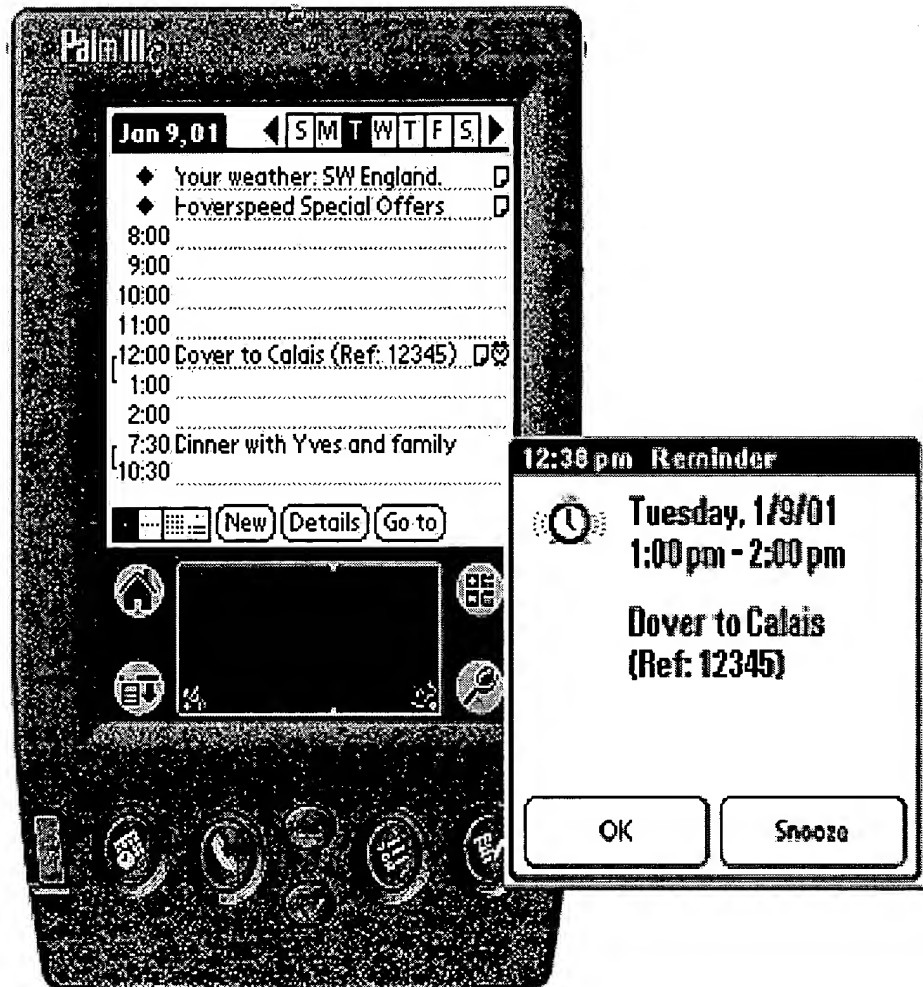 Palm III
Jan 9, 01 S M T W T F S
Your weather: SW England.
Hoverspeed Special Offers
8:00
9:00
10:00
11:00
12:00 Dover to Calais (Ref: 12345)
1:00
2:00
7:30 Dinner with Yves and family
10:30
New Details Go to
12:36 pm Reminder
Tuesday, 1/9/01
1:00 pm - 2:00 pm
Dover to Calais
(Ref: 12345)
OK Snooze